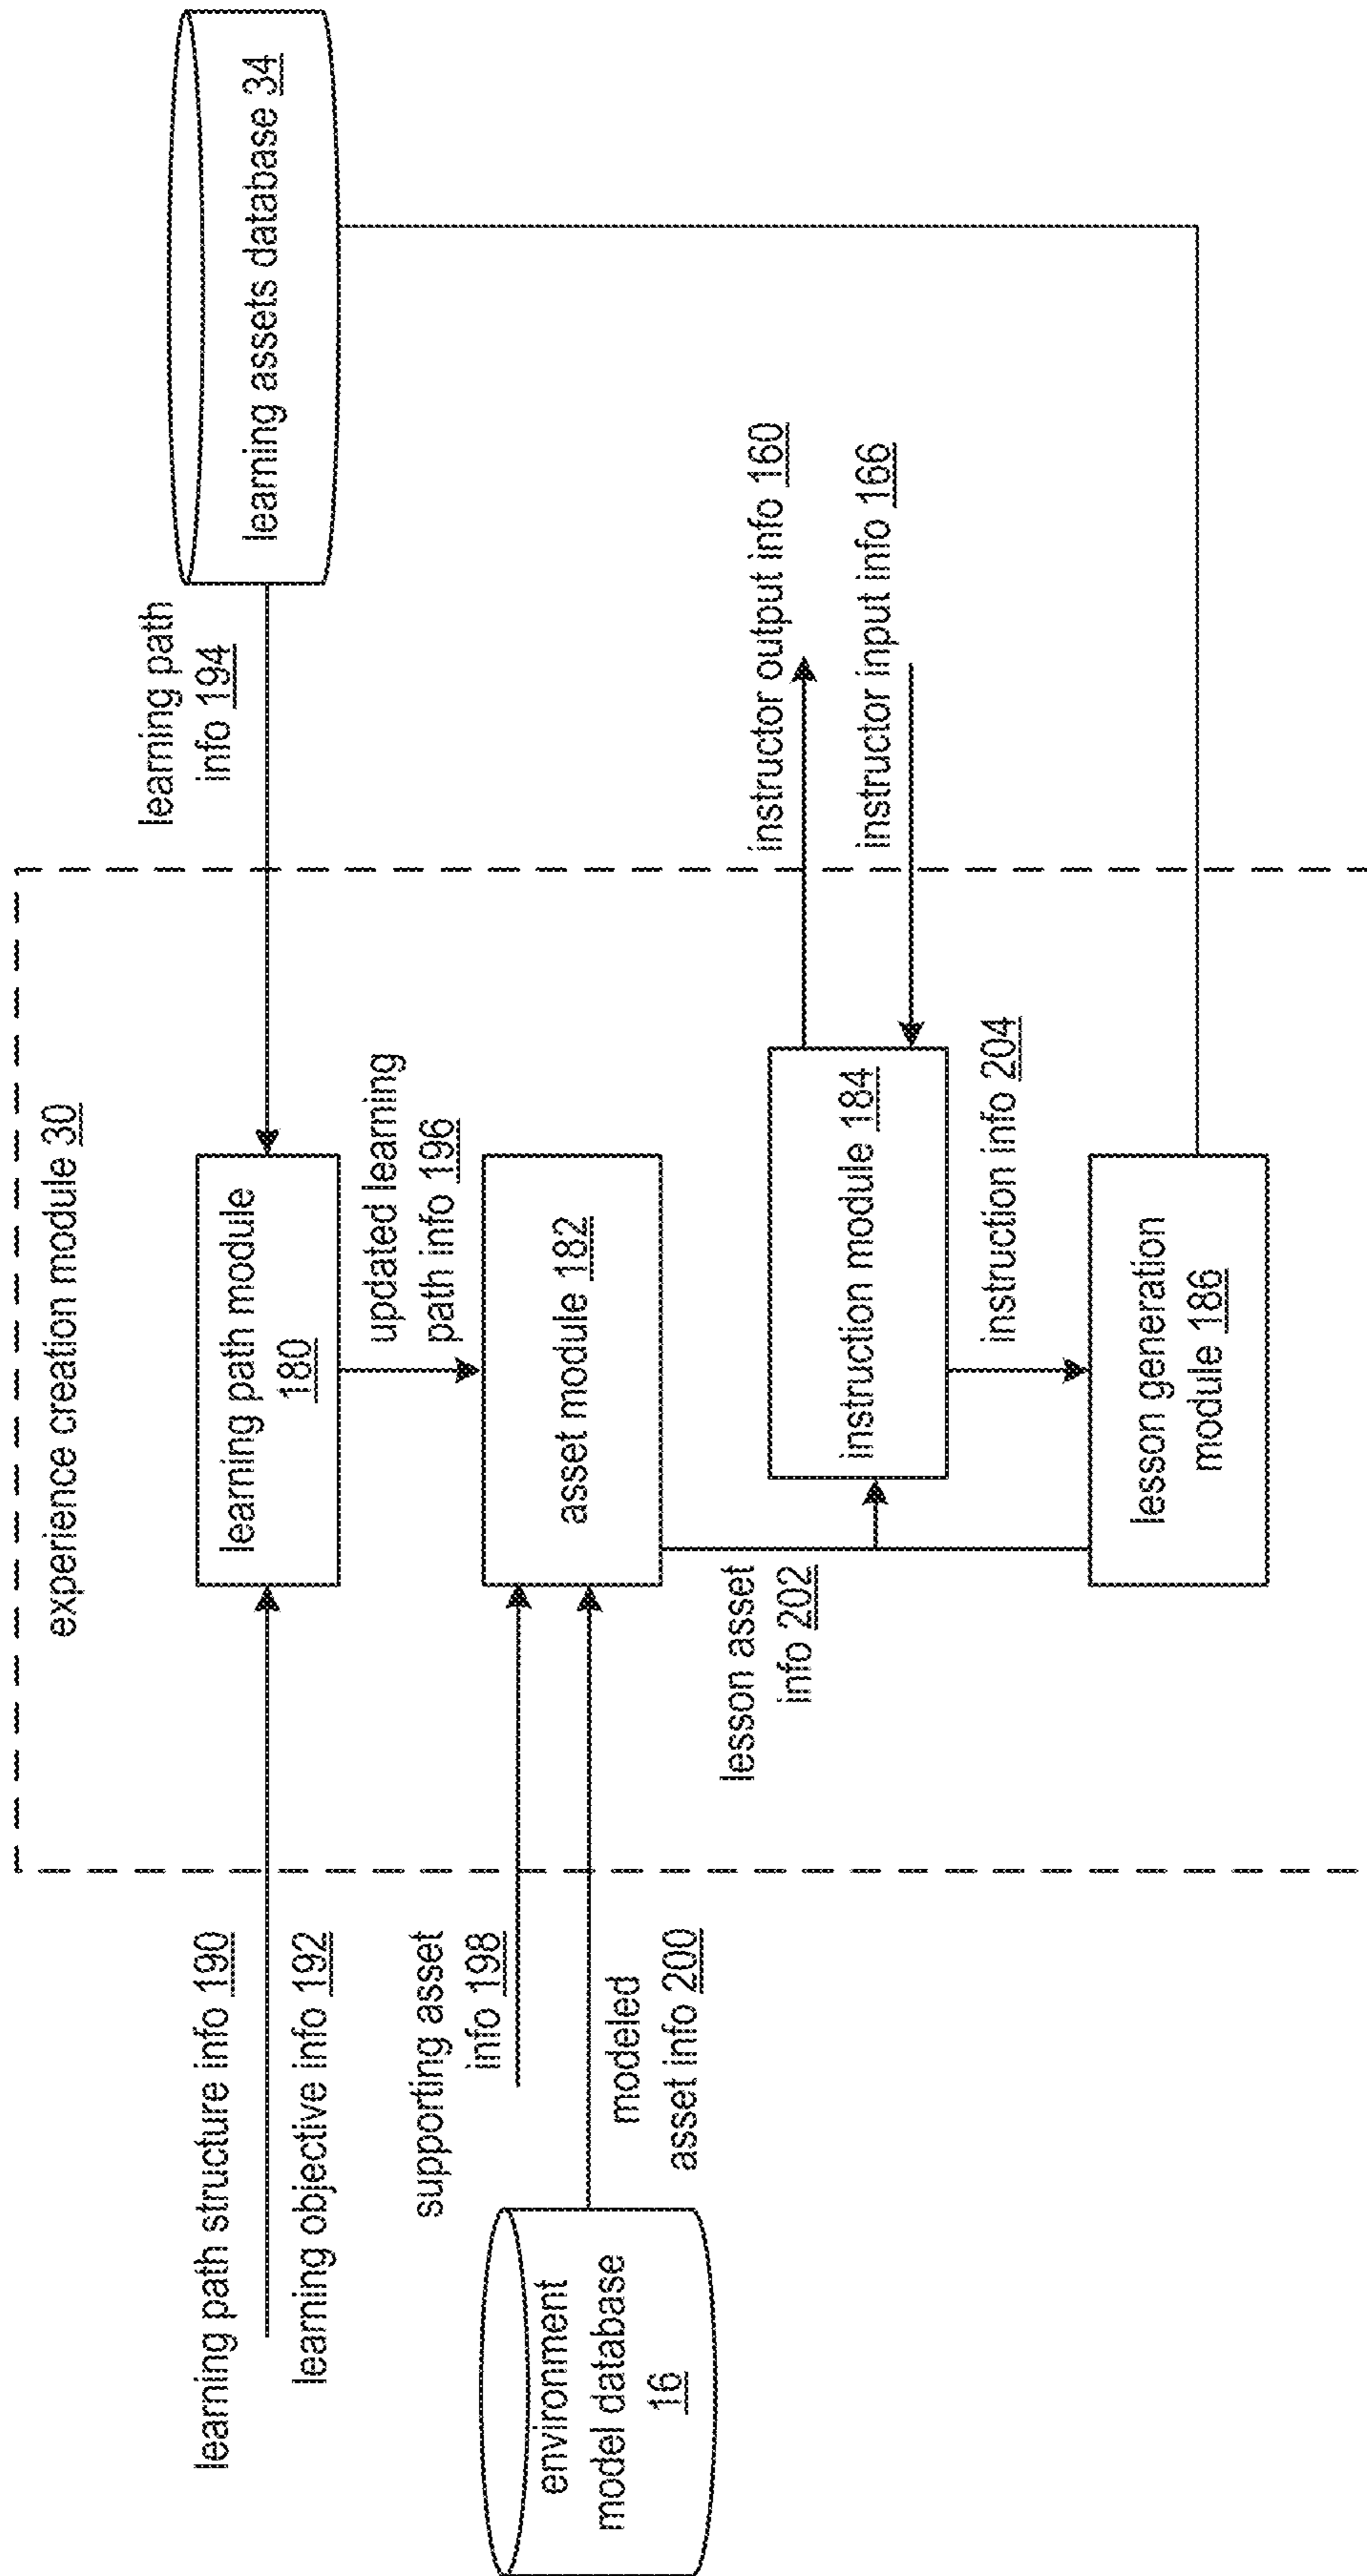 experience creation module 30
learning path structure info 190
learning objective info 192
learning path module
180
learning path
info 194
learning assets database 34
updated learning
path info 196
supporting asset
info 198
asset module 182
environment
model database
16
modeled
asset info 200
lesson asset
info 202
instruction module 184
instructor output info 160
instructor input info 166
instruction info 204
lesson generation
module 186